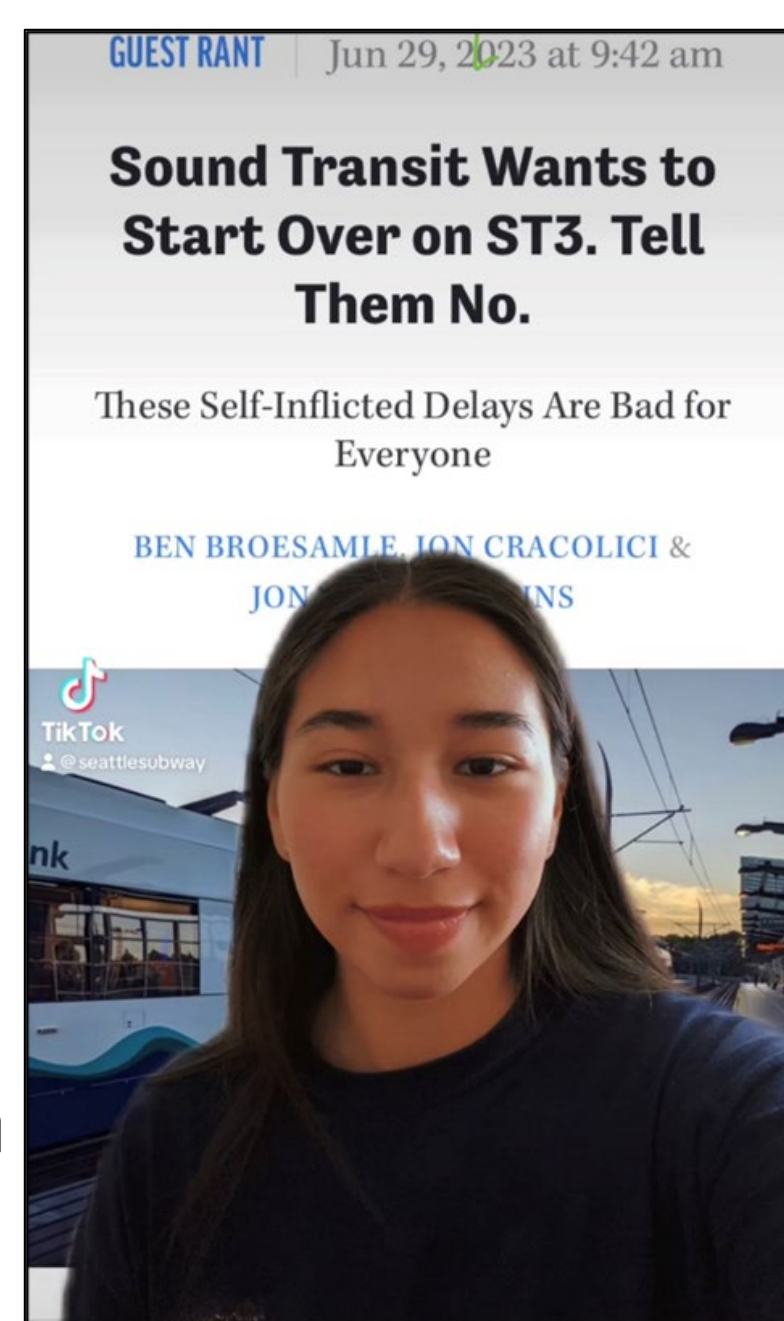 GUEST RANT | Jun 29, 2023 at 9:42 am
Sound Transit Wants to
Start Over on ST3. Tell
Them No.
These Self-Inflicted Delays Are Bad for
Everyone
BEN BROESAMLE, JON CRACOLICI &
JON
TikTok
@seattlesubway
nk